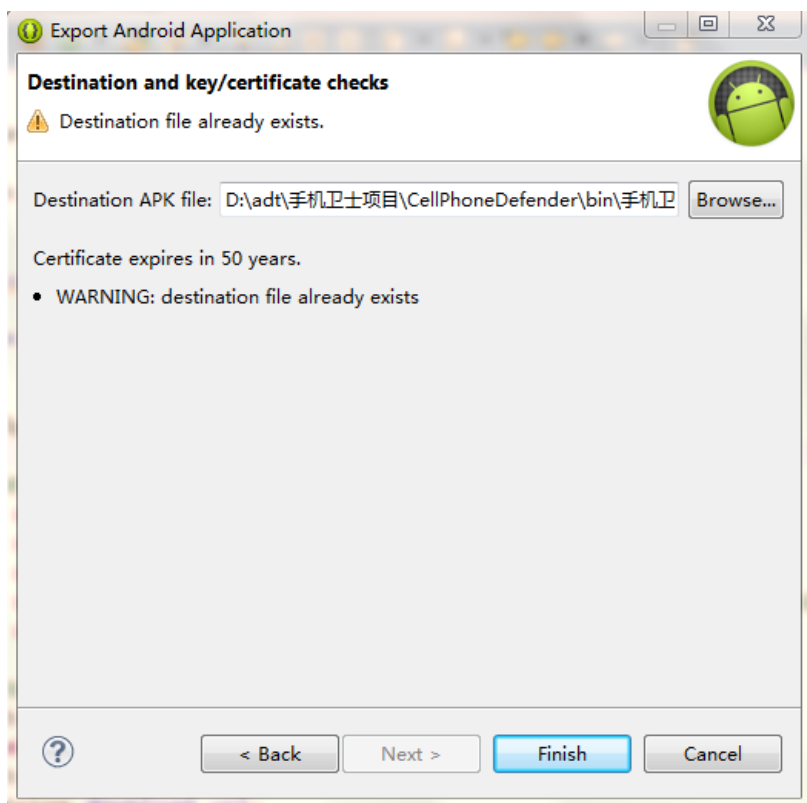 Export Android Application
Destination and key/certificate checks
Destination file already exists.
Destination APK file: D:\adt\手机卫士项目\CellPhoneDefender\bin\手机卫 Browse...
Certificate expires in 50 years.
• WARNING: destination file already exists
? < Back Next > Finish Cancel